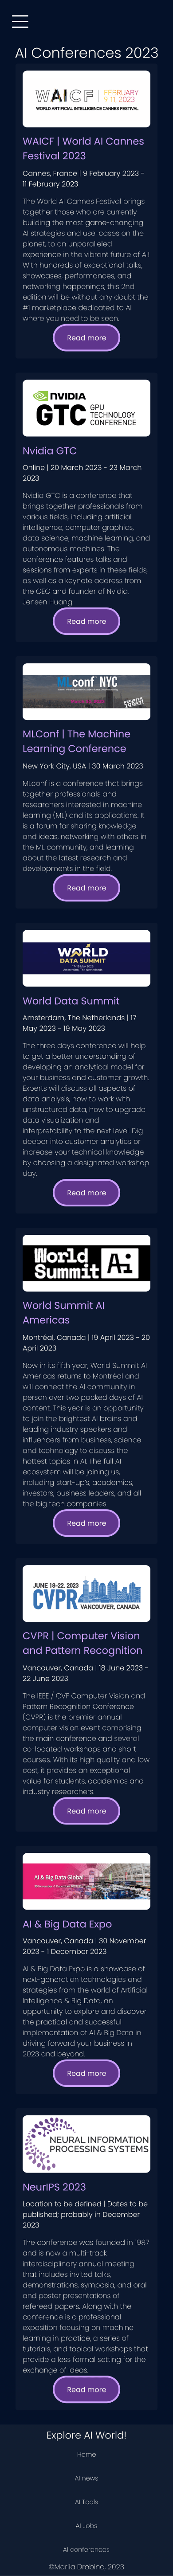 AI Conferences 2023
WAICF FEBRUARY
9-11, 2023
WORLD ARTIFICIAL INTELLIGENCE CANNES FESTIVAL
WAICF | World AI Cannes
Festival 2023
Cannes, France | 9 February 2023 -
11 February 2023
The World AI Cannes Festival brings
together those who are currently
building the most game-changing
AI strategies and use-cases on the
planet, to an unparalleled
experience in the vibrant future of AI!
With hundreds of exceptional talks,
showcases, performances, and
networking happenings, this 2nd
edition will be without any doubt the
#1 marketplace dedicated to AI
where you need to be seen.
Read more
NVIDIA
GTC GPU
TECHNOLOGY
CONFERENCE
Nvidia GTC
Online | 20 March 2023 - 23 March
2023
Nvidia GTC is a conference that
brings together professionals from
various fields, including artificial
intelligence, computer graphics,
data science, machine learning, and
autonomous machines. The
conference features talks and
sessions from experts in these fields,
as well as a keynote address from
the CEO and founder of Nvidia,
Jensen Huang.
Read more
MLconf NYC
TODAY!
MLConf | The Machine
Learning Conference
New York City, USA | 30 March 2023
MLconf is a conference that brings
together professionals and
researchers interested in machine
learning (ML) and its applications. It
is a forum for sharing knowledge
and ideas, networking with others in
the ML community, and learning
about the latest research and
developments in the field.
Read more
WORLD
DATA SUMMIT
17-19 May 2023
Amsterdam, The Netherlands
World Data Summit
Amsterdam, The Netherlands | 17
May 2023 - 19 May 2023
The three days conference will help
to get a better understanding of
developing an analytical model for
your business and customer growth.
Experts will discuss all aspects of
data analysis, how to work with
unstructured data, how to upgrade
data visualization and
interpretability to the next level. Dig
deeper into customer analytics or
increase your technical knowledge
by choosing a designated workshop
day.
Read more
World
Summit AI
World Summit AI
Americas
Montréal, Canada | 19 April 2023 - 20
April 2023
Now in its fifth year, World Summit AI
Americas returns to Montréal and
will connect the AI community in
person over two packed days of AI
content. This year is an opportunity
to join the brightest AI brains and
leading industry speakers and
influencers from business, science
and technology to discuss the
hottest topics in AI. The full AI
ecosystem will be joining us,
including start-up's, academics,
investors, business leaders, and all
the big tech companies.
Read more
JUNE 18-22, 2023
CVPR VANCOUVER, CANADA
CVPR | Computer Vision
and Pattern Recognition
Vancouver, Canada | 18 June 2023 -
22 June 2023
The IEEE / CVF Computer Vision and
Pattern Recognition Conference
(CVPR) is the premier annual
computer vision event comprising
the main conference and several
co-located workshops and short
courses. With its high quality and low
cost, it provides an exceptional
value for students, academics and
industry researchers.
Read more
AI & Big Data Global
AI & Big Data Expo
Vancouver, Canada | 30 November
2023 - 1 December 2023
AI & Big Data Expo is a showcase of
next-generation technologies and
strategies from the world of Artificial
Intelligence & Big Data, an
opportunity to explore and discover
the practical and successful
implementation of AI & Big Data in
driving forward your business in
2023 and beyond.
Read more
NEURAL INFORMATION
PROCESSING SYSTEMS
NeurIPS 2023
Location to be defined | Dates to be
published; probably in December
2023
The conference was founded in 1987
and is now a multi-track
interdisciplinary annual meeting
that includes invited talks,
demonstrations, symposia, and oral
and poster presentations of
refereed papers. Along with the
conference is a professional
exposition focusing on machine
learning in practice, a series of
tutorials, and topical workshops that
provide a less formal setting for the
exchange of ideas.
Read more
Explore AI World!
Home
AI news
AI Tools
AI Jobs
AI conferences
©Mariia Drabina, 2023